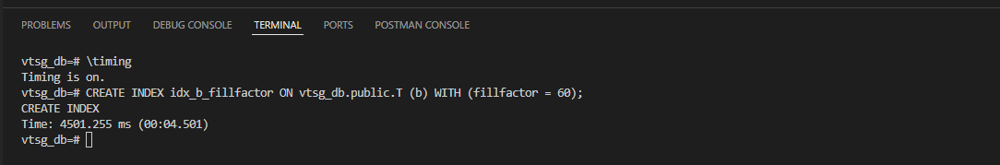 PROBLEMS OUTPUT DEBUG CONSOLE TERMINAL PORTS POSTMAN CONSOLE
vtsg_db=# \timing
Timing is on.
vtsg_db=# CREATE INDEX idx_b_fillfactor ON vtsg_db.public.T (b) WITH (fillfactor = 60);
CREATE INDEX
Time: 4501.255 ms (00:04.501)
vtsg_db=#